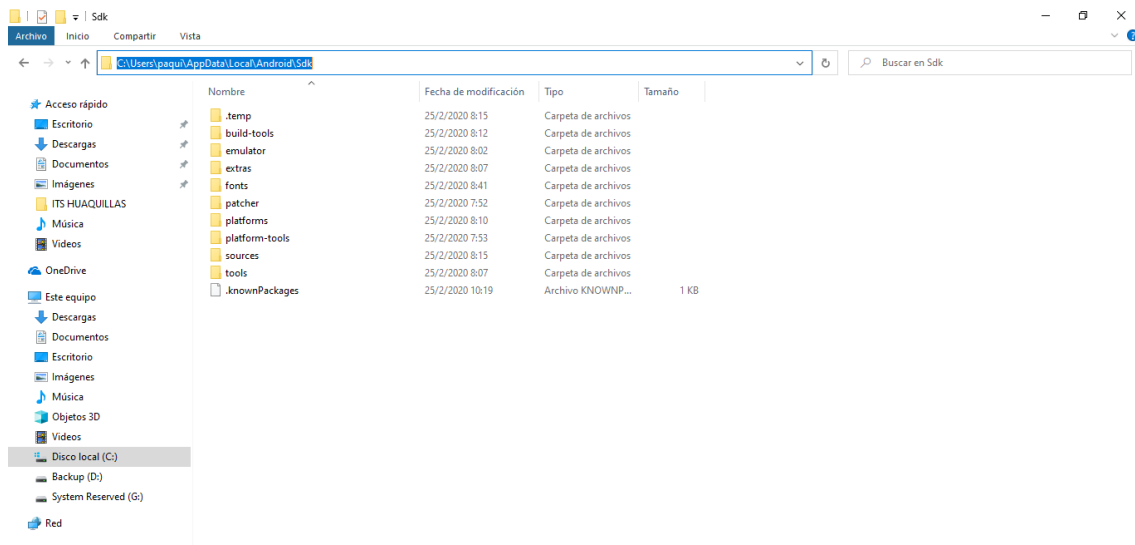 Sdk
Archivo Inicio Compartir Vista
C:\Users\paqui\AppData\Local\Android\Sdk
Buscar en Sdk
Acceso rápido
Escritorio
Descargas
Documentos
Imágenes
ITS HUAQUILLAS
Música
Videos
OneDrive
Este equipo
Descargas
Documentos
Escritorio
Imágenes
Música
Objetos 3D
Videos
Disco local (C:)
Backup (D:)
System Reserved (G:)
Red
Nombre Fecha de modificación Tipo Tamaño
.temp 25/2/2020 8:15 Carpeta de archivos
build-tools 25/2/2020 8:12 Carpeta de archivos
emulator 25/2/2020 8:02 Carpeta de archivos
extras 25/2/2020 8:07 Carpeta de archivos
fonts 25/2/2020 8:41 Carpeta de archivos
patcher 25/2/2020 7:52 Carpeta de archivos
platforms 25/2/2020 8:10 Carpeta de archivos
platform-tools 25/2/2020 7:53 Carpeta de archivos
sources 25/2/2020 8:15 Carpeta de archivos
tools 25/2/2020 8:07 Carpeta de archivos
.knownPackages 25/2/2020 10:19 Archivo KNOWNP... 1 KB